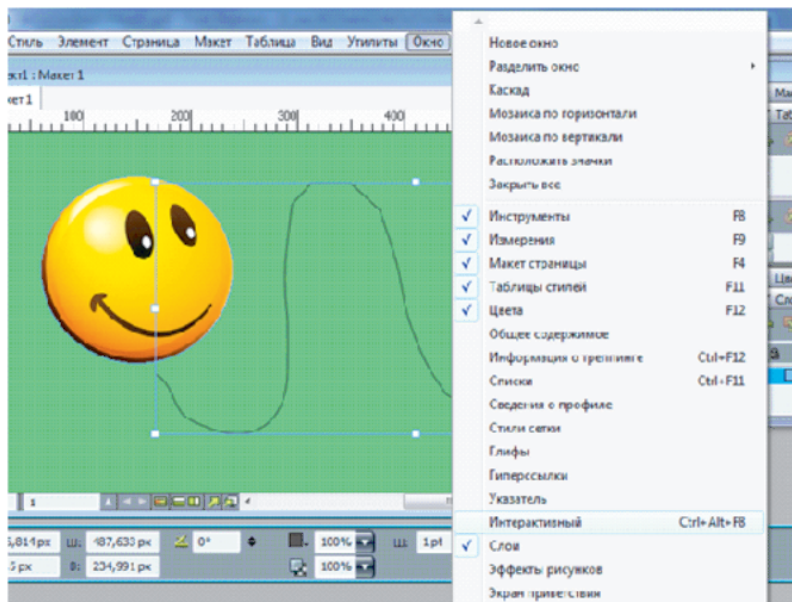 Стиль Элемент Страница Макет Таблица Вид Утилиты Окно
Макет 1
100 200 300 400
Новое окно
Разделить окно
Каскад
Мозаика по горизонтали
Мозаика по вертикали
Расположить значки
Закрыть все
Инструменты F8
Измерения F9
Макет страницы F4
Таблицы стилей F11
Цвета F12
Общее содержимое
Информация о треппинге Ctrl+F12
Списки Ctrl+F11
Сведения о профиле
Стили сетки
Глифы
Гиперссылки
Указатель
Интерактивный Ctrl+Alt+F8
Слои
Эффекты рисунков
Экран приветствия
1
Ш: 487,633 px 0° 100% Ш: 1pt
В: 234,991 px 100%